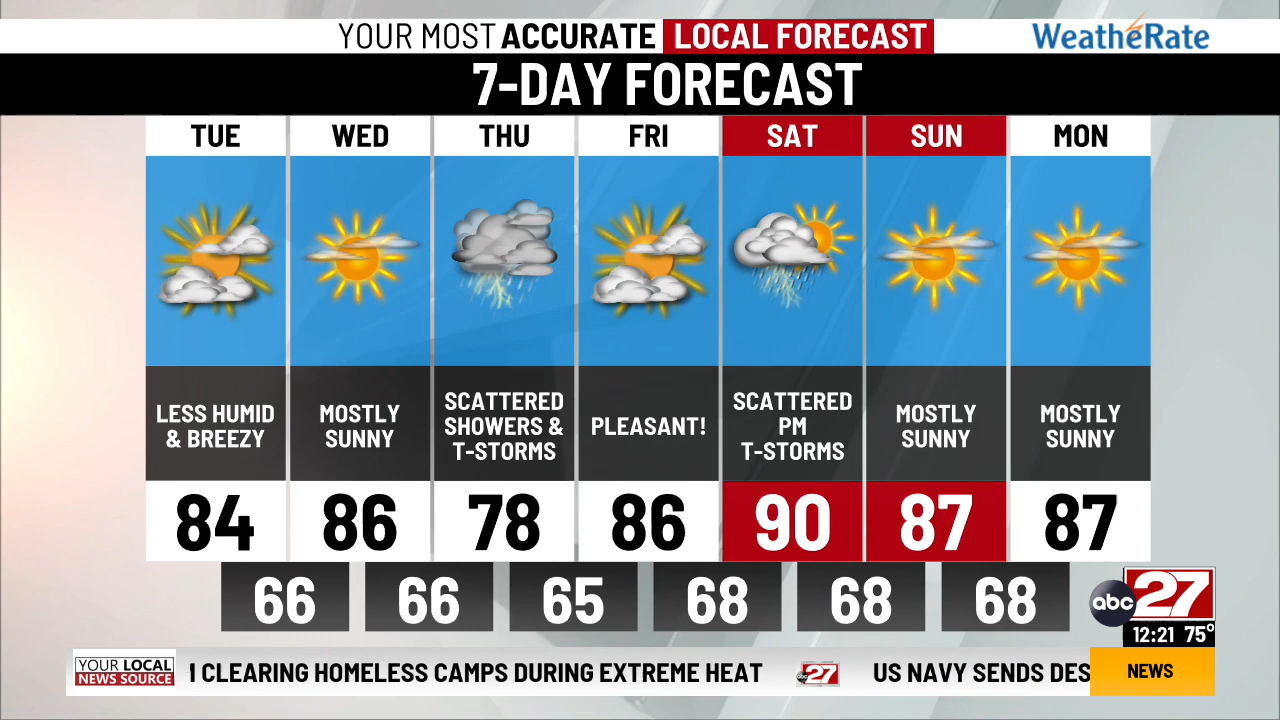 YOUR MOST ACCURATE LOCAL FORECAST
WeatheRate
7-DAY FORECAST
TUE WED THU FRI SAT SUN MON
LESS HUMID
& BREEZY
MOSTLY
SUNNY
SCATTERED
SHOWERS &
T-STORMS
PLEASANT!
SCATTERED
PM
T-STORMS
MOSTLY
SUNNY
MOSTLY
SUNNY
84 86 78 86 90 87 87
66 66 65 68 68 68
abc 27
12:21 75°
YOUR LOCAL
NEWS SOURCE
1 CLEARING HOMELESS CAMPS DURING EXTREME HEAT abc 27 US NAVY SENDS DES
NEWS